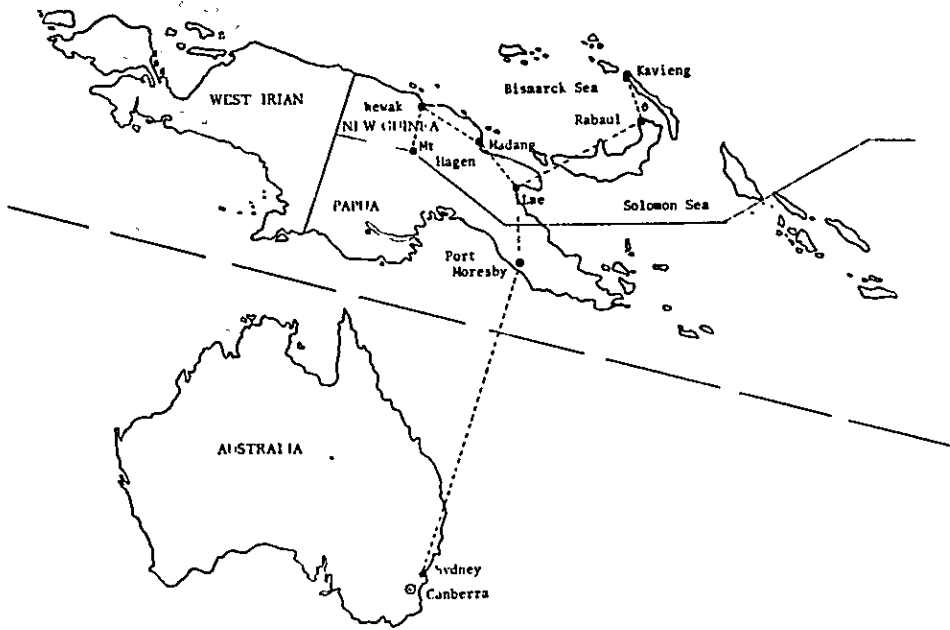 Kavieng
Bismarck Sea
WEST IRIAN
Wewak
Rabaul
NEW GUINEA
Mt
Hagen
Madang
Lae
PAPUA
Solomon Sea
Port
Moresby
AUSTRALIA
Sydney
Canberra